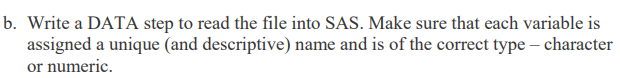 b. Write a DATA step to read the file into SAS. Make sure that each variable is
assigned a unique (and descriptive) name and is of the correct type – character
or numeric.